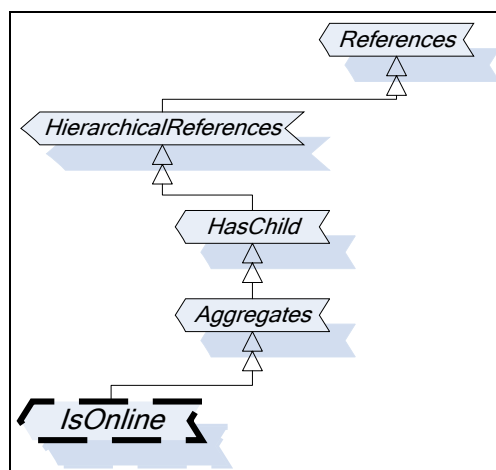 References
HierarchicalReferences
HasChild
Aggregates
IsOnline